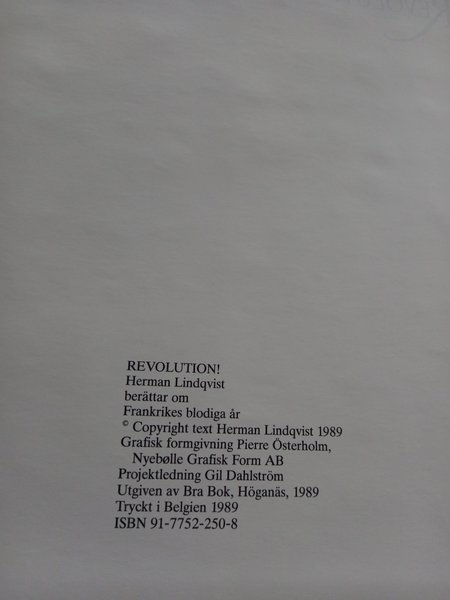 REVOLUTION!
Herman Lindqvist
berättar om
Frankrikes blodiga år
© Copyright text Herman Lindqvist 1989
Grafisk formgivning Pierre Österholm,
Nyebølle Grafisk Form AB
Projektledning Gil Dahlström
Utgiven av Bra Bok, Höganäs, 1989
Tryckt i Belgien 1989
ISBN 91-7752-250-8